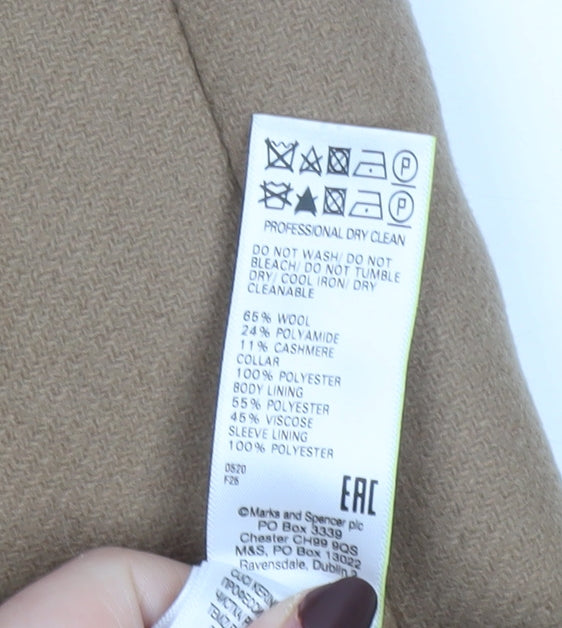 P
P
PROFESSIONAL DRY CLEAN
DO NOT WASH/ DO NOT
BLEACH/ DO NOT TUMBLE
DRY/ COOL IRON/ DRY
CLEANABLE
65% WOOL
24% POLYAMIDE
11% CASHMERE
COLLAR
100% POLYESTER
BODY LINING
55% POLYESTER
45% VISCOSE
SLEEVE LINING
100% POLYESTER
0520
F26
EAC
©Marks and Spencer plc
PO Box 3339
Chester CH99 9QS
M&S, PO Box 13022
Ravensdale, Dublin